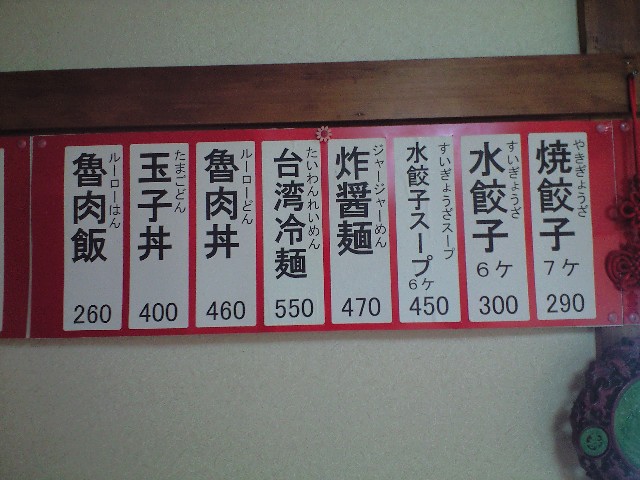 焼餃子
やきぎょうざ
7ケ
290
水餃子
すいぎょうざ
6ケ
300
水餃子スープ
すいぎょうざスープ
6ケ
450
炸醤麺
ジャージャーめん
470
台湾冷麺
たいわんれいめん
550
魯肉丼
ルーローどん
460
玉子丼
たまごどん
400
魯肉飯
ルーローはん
260